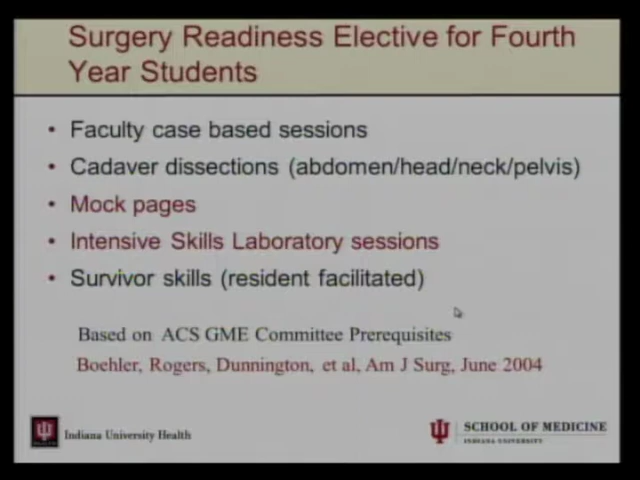 Surgery Readiness Elective for Fourth
Year Students
• Faculty case based sessions
• Cadaver dissections (abdomen/head/neck/pelvis)
• Mock pages
• Intensive Skills Laboratory sessions
• Survivor skills (resident facilitated)
Based on ACS GME Committee Prerequisites
Boehler, Rogers, Dunnington, et al, Am J Surg, June 2004
Indiana University Health
SCHOOL OF MEDICINE
INDIANA UNIVERSITY